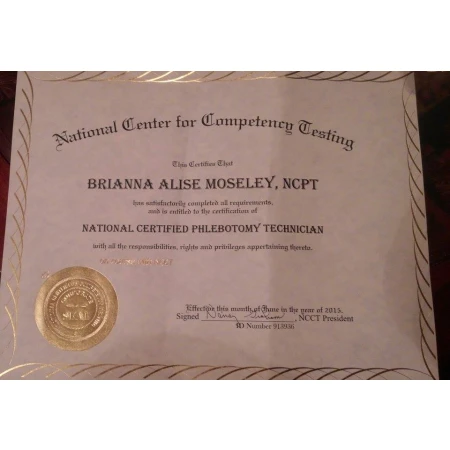 National Center for Competency Testing
This Certifies That
BRIANNA ALISE MOSELEY, NCPT
has satisfactorily completed all requirements,
and is entitled to the certification of
NATIONAL CERTIFIED PHLEBOTOMY TECHNICIAN
with all the responsibilities, rights and privileges appertaining thereto.
Effective this month of June in the year of 2015.
Signed , NCCT President
ID Number 913936